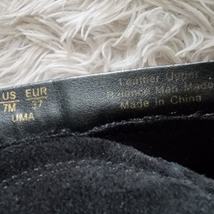 US EUR
7M 37
UMA
Leather Upper
Balance Man Made
Made in China